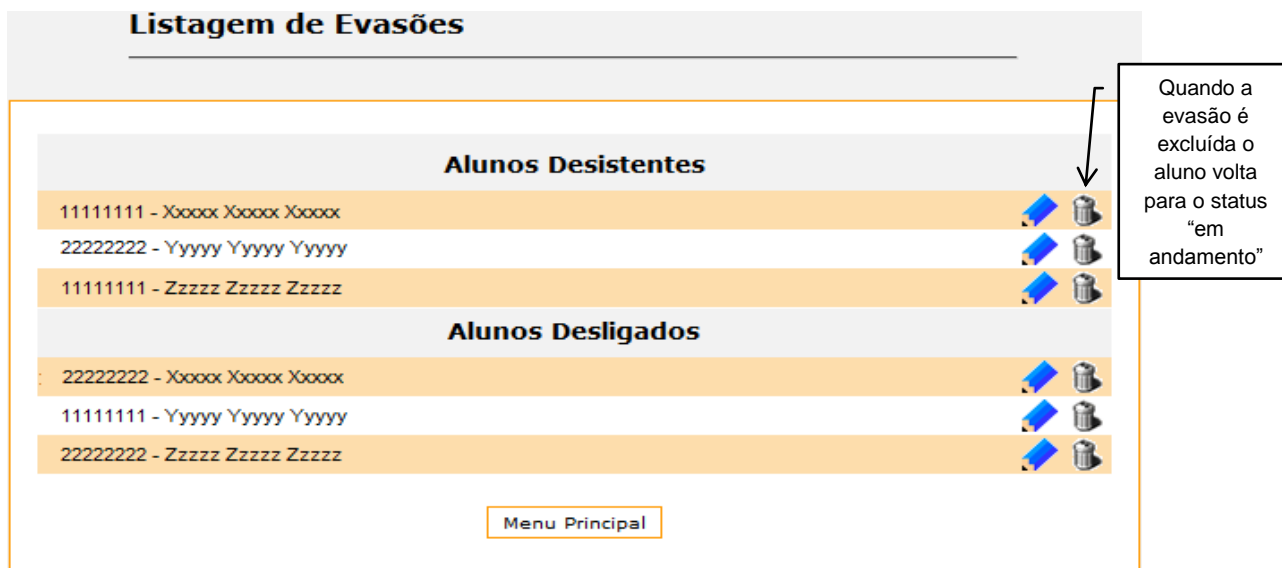 Listagem de Evasões
Quando a
evasão é
excluída o
aluno volta
para o status
“em
andamento”
Alunos Desistentes
11111111 - Xxxxx Xxxxx Xxxxx
22222222 - Yyyyy Yyyyy Yyyyy
11111111 - Zzzzz Zzzzz Zzzzz
Alunos Desligados
22222222 - Xxxxx Xxxxx Xxxxx
11111111 - Yyyyy Yyyyy Yyyyy
22222222 - Zzzzz Zzzzz Zzzzz
Menu Principal